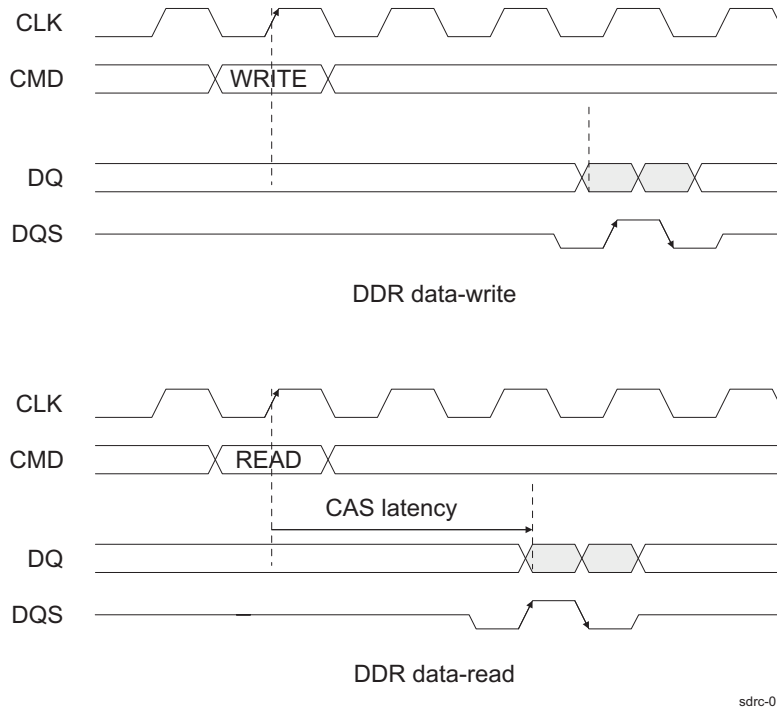 CLK
CMD WRITE
DQ
DQS
DDR data-write
CLK
CMD READ
CAS latency
DQ
DQS
DDR data-read
sdrc-0